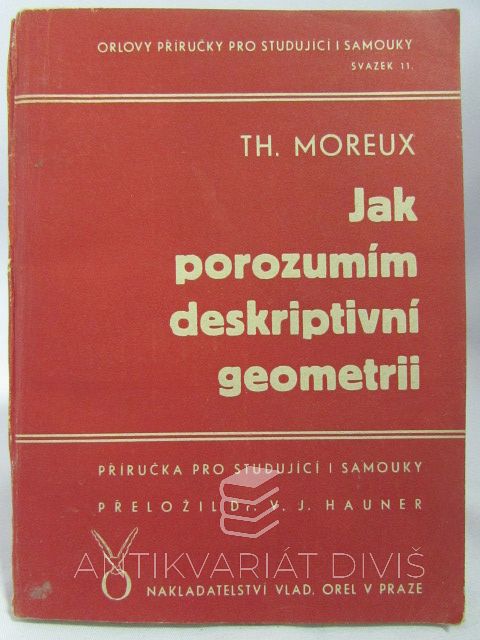 ORLOVY PŘÍRUČKY PRO STUDUJÍCÍ I SAMOUKY
SVAZEK 11.
TH. MOREUX
Jak
porozumím
deskriptivní
geometrii
PŘÍRUČKA PRO STUDUJÍCÍ I SAMOUKY
PŘELOŽIL Dr. V. J. HAUNER
ANTIKVARIÁT DIVIŠ
NAKLADATELSTVÍ VLAD. OREL V PRAZE